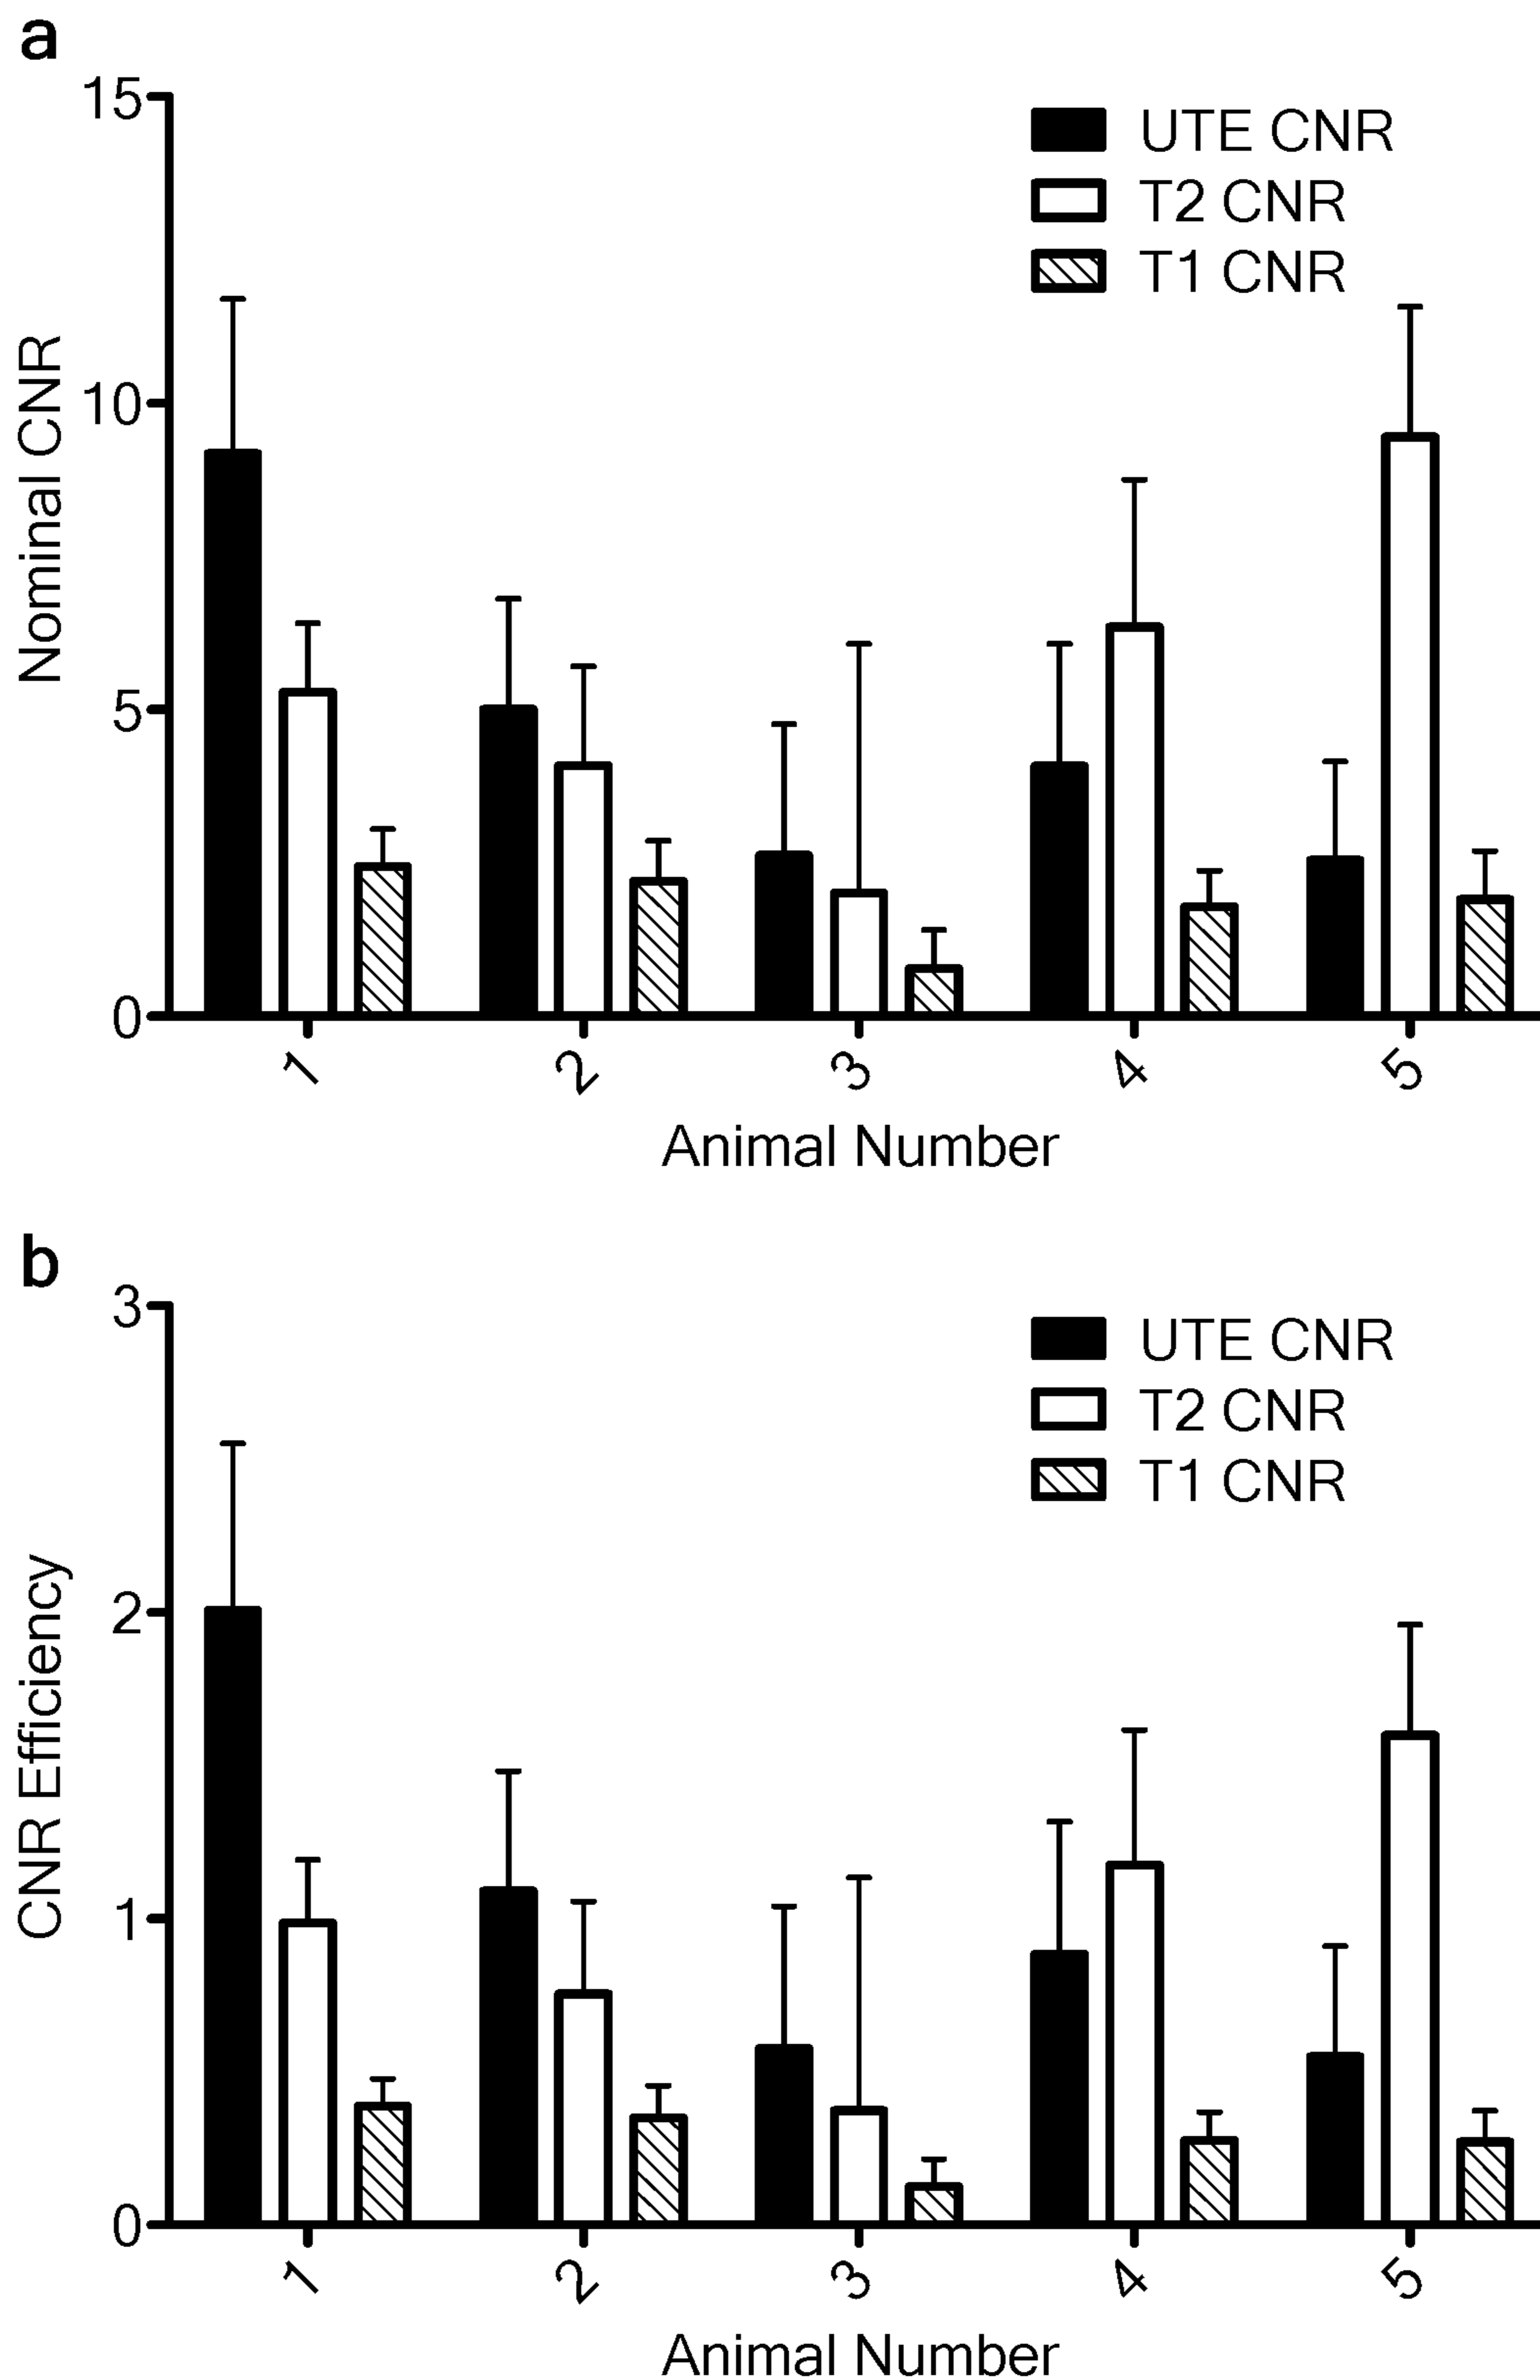 a
15
10
5
0
Nominal CNR
UTE CNR
T2 CNR
T1 CNR
1 2 3 4 5
Animal Number
b
3
2
1
0
CNR Efficiency
UTE CNR
T2 CNR
T1 CNR
1 2 3 4 5
Animal Number